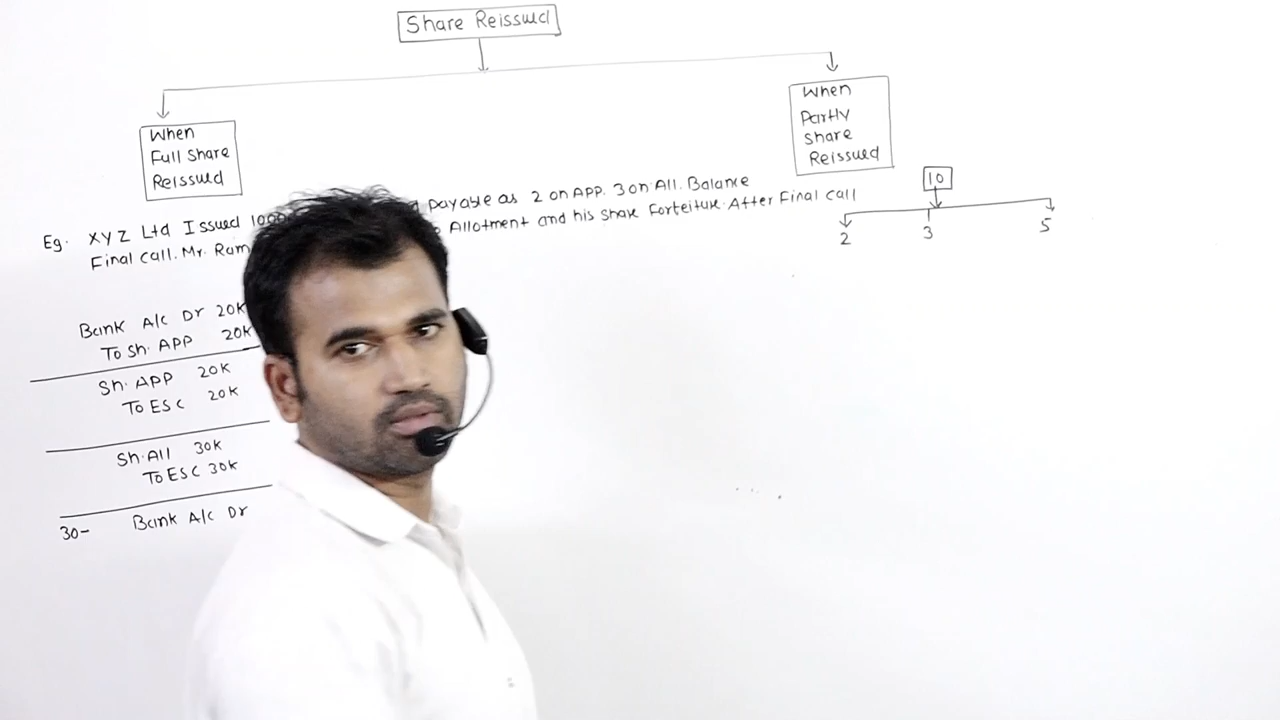 Share Reissued
When
Full Share
Reissued
When
Partly
Share
Reissued
10
2 3 5
Eg. XYZ Ltd Issued payable as 2 on APP. 3 on All. Balance
Final Call. Mr. Ram Allotment and his share Forteiture. After Final call
Bank A/c Dr 20K
To Sh. APP 20K
Sh. APP 20K
To ESC 20K
Sh. All 30K
To ESC 30K
30- Bank A/c Dr